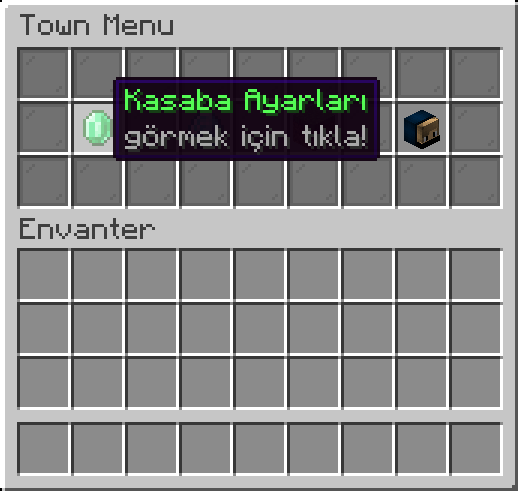 Town Menu
Kasaba Ayarları
görmek için tıkla!
Envanter